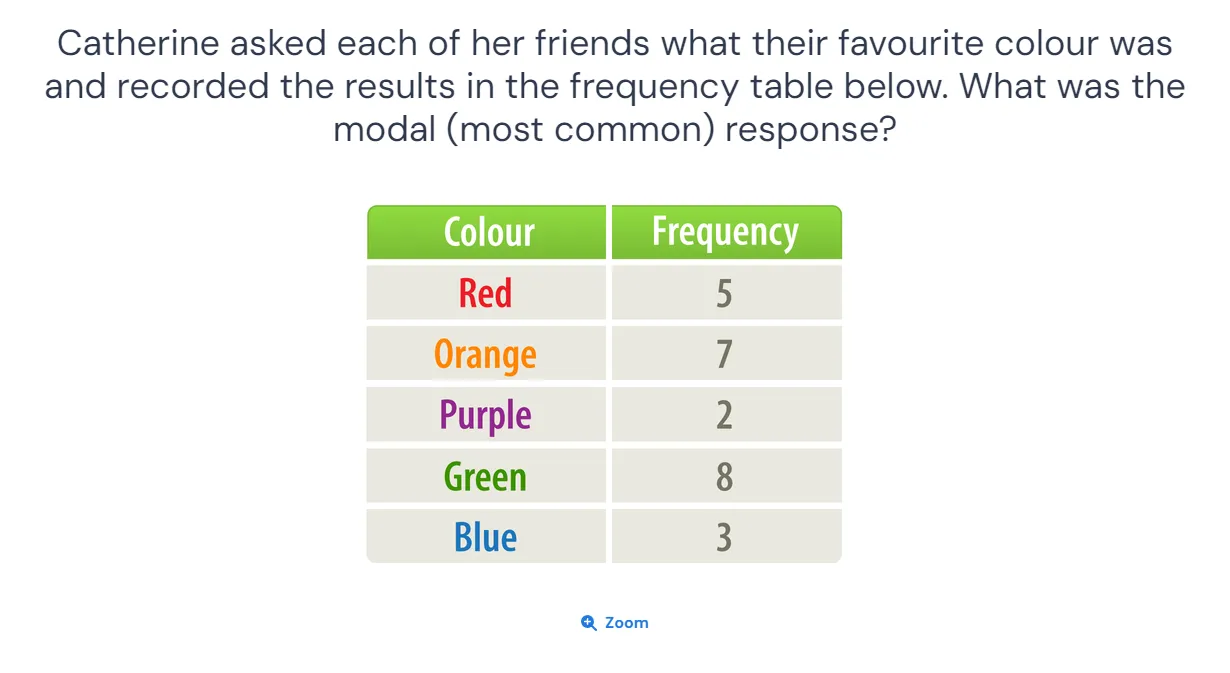 Catherine asked each of her friends what their favourite colour was
and recorded the results in the frequency table below. What was the
modal (most common) response?
Colour Frequency
Red 5
Orange 7
Purple 2
Green 8
Blue 3
Zoom